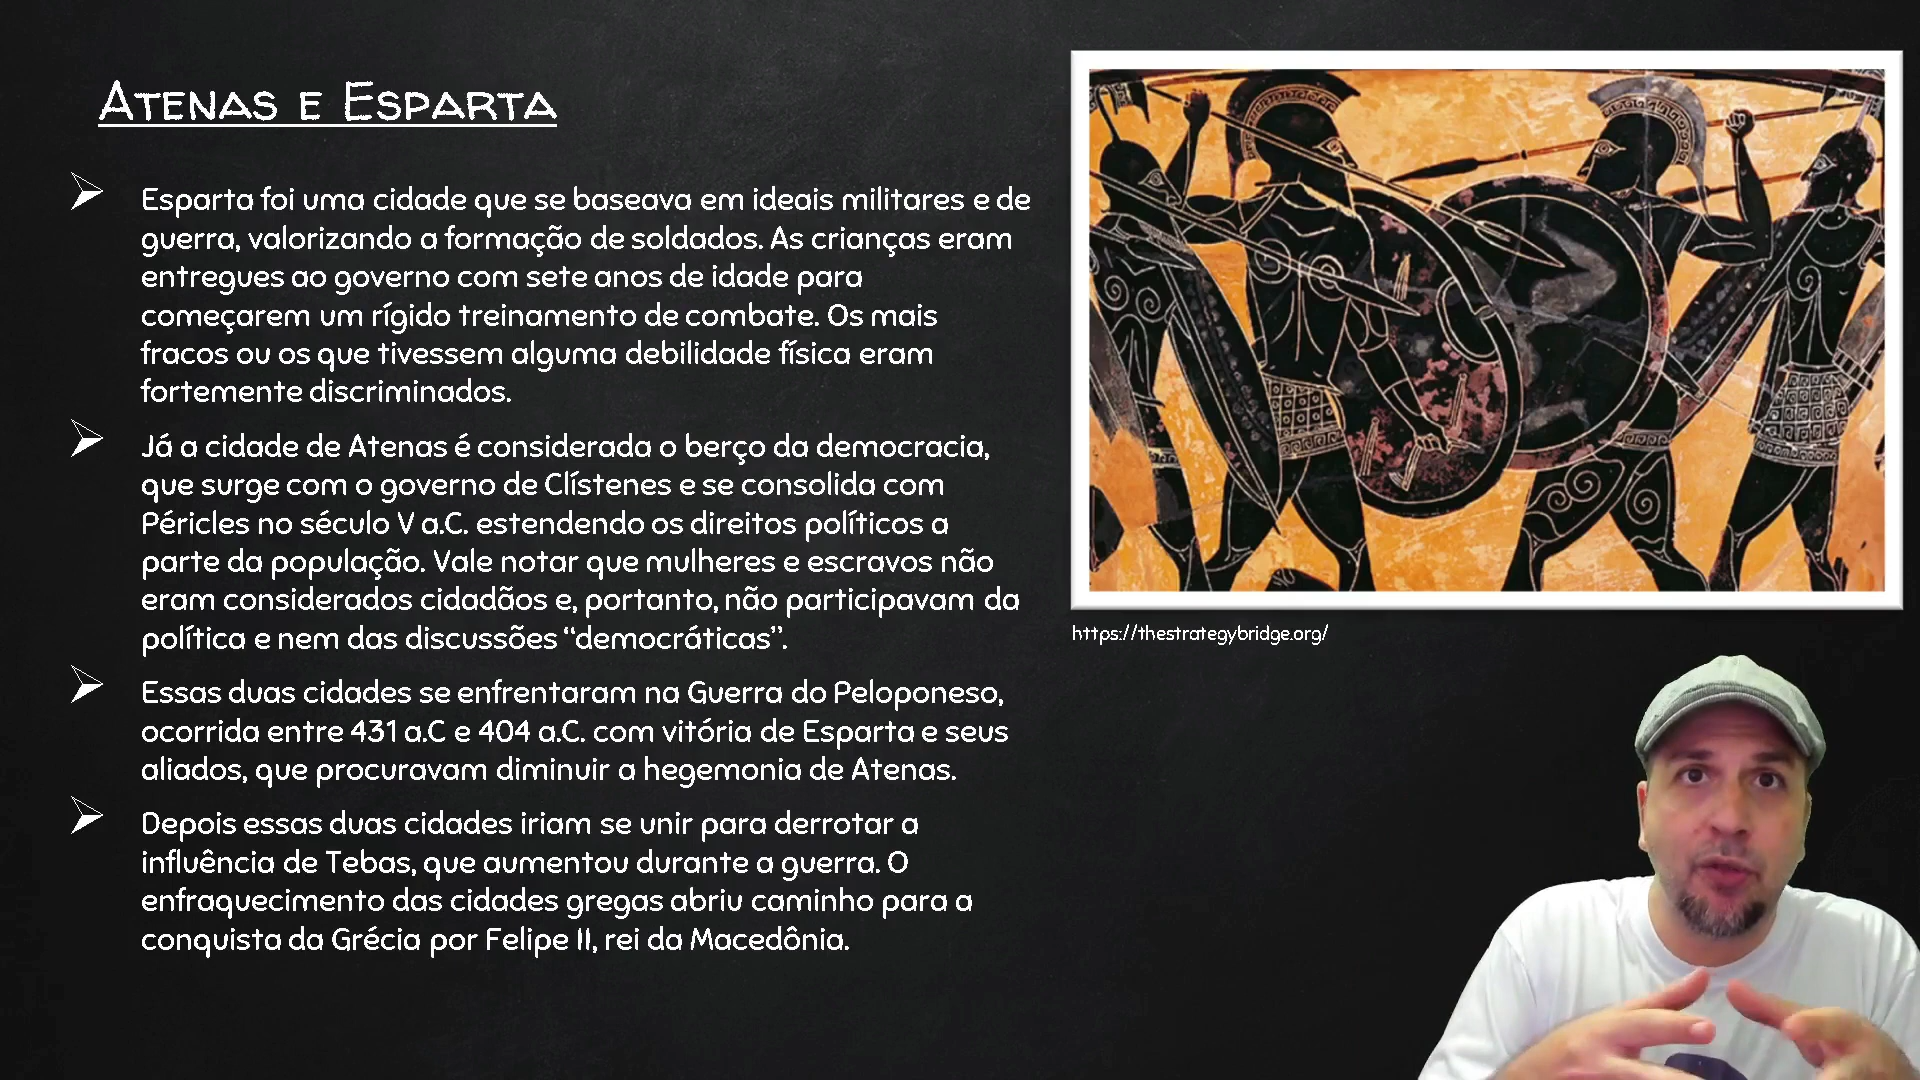 Atenas e Esparta
Esparta foi uma cidade que se baseava em ideais militares e de
guerra, valorizando a formação de soldados. As crianças eram
entregues ao governo com sete anos de idade para
começarem um rígido treinamento de combate. Os mais
fracos ou os que tivessem alguma debilidade física eram
fortemente discriminados.
Já a cidade de Atenas é considerada o berço da democracia,
que surge com o governo de Clístenes e se consolida com
Péricles no século V a.C. estendendo os direitos políticos a
parte da população. Vale notar que mulheres e escravos não
eram considerados cidadãos e, portanto, não participavam da
política e nem das discussões “democráticas”.
Essas duas cidades se enfrentaram na Guerra do Peloponeso,
ocorrida entre 431 a.C e 404 a.C. com vitória de Esparta e seus
aliados, que procuravam diminuir a hegemonia de Atenas.
Depois essas duas cidades iriam se unir para derrotar a
influência de Tebas, que aumentou durante a guerra. O
enfraquecimento das cidades gregas abriu caminho para a
conquista da Grécia por Felipe II, rei da Macedônia.
https://thestrategybridge.org/